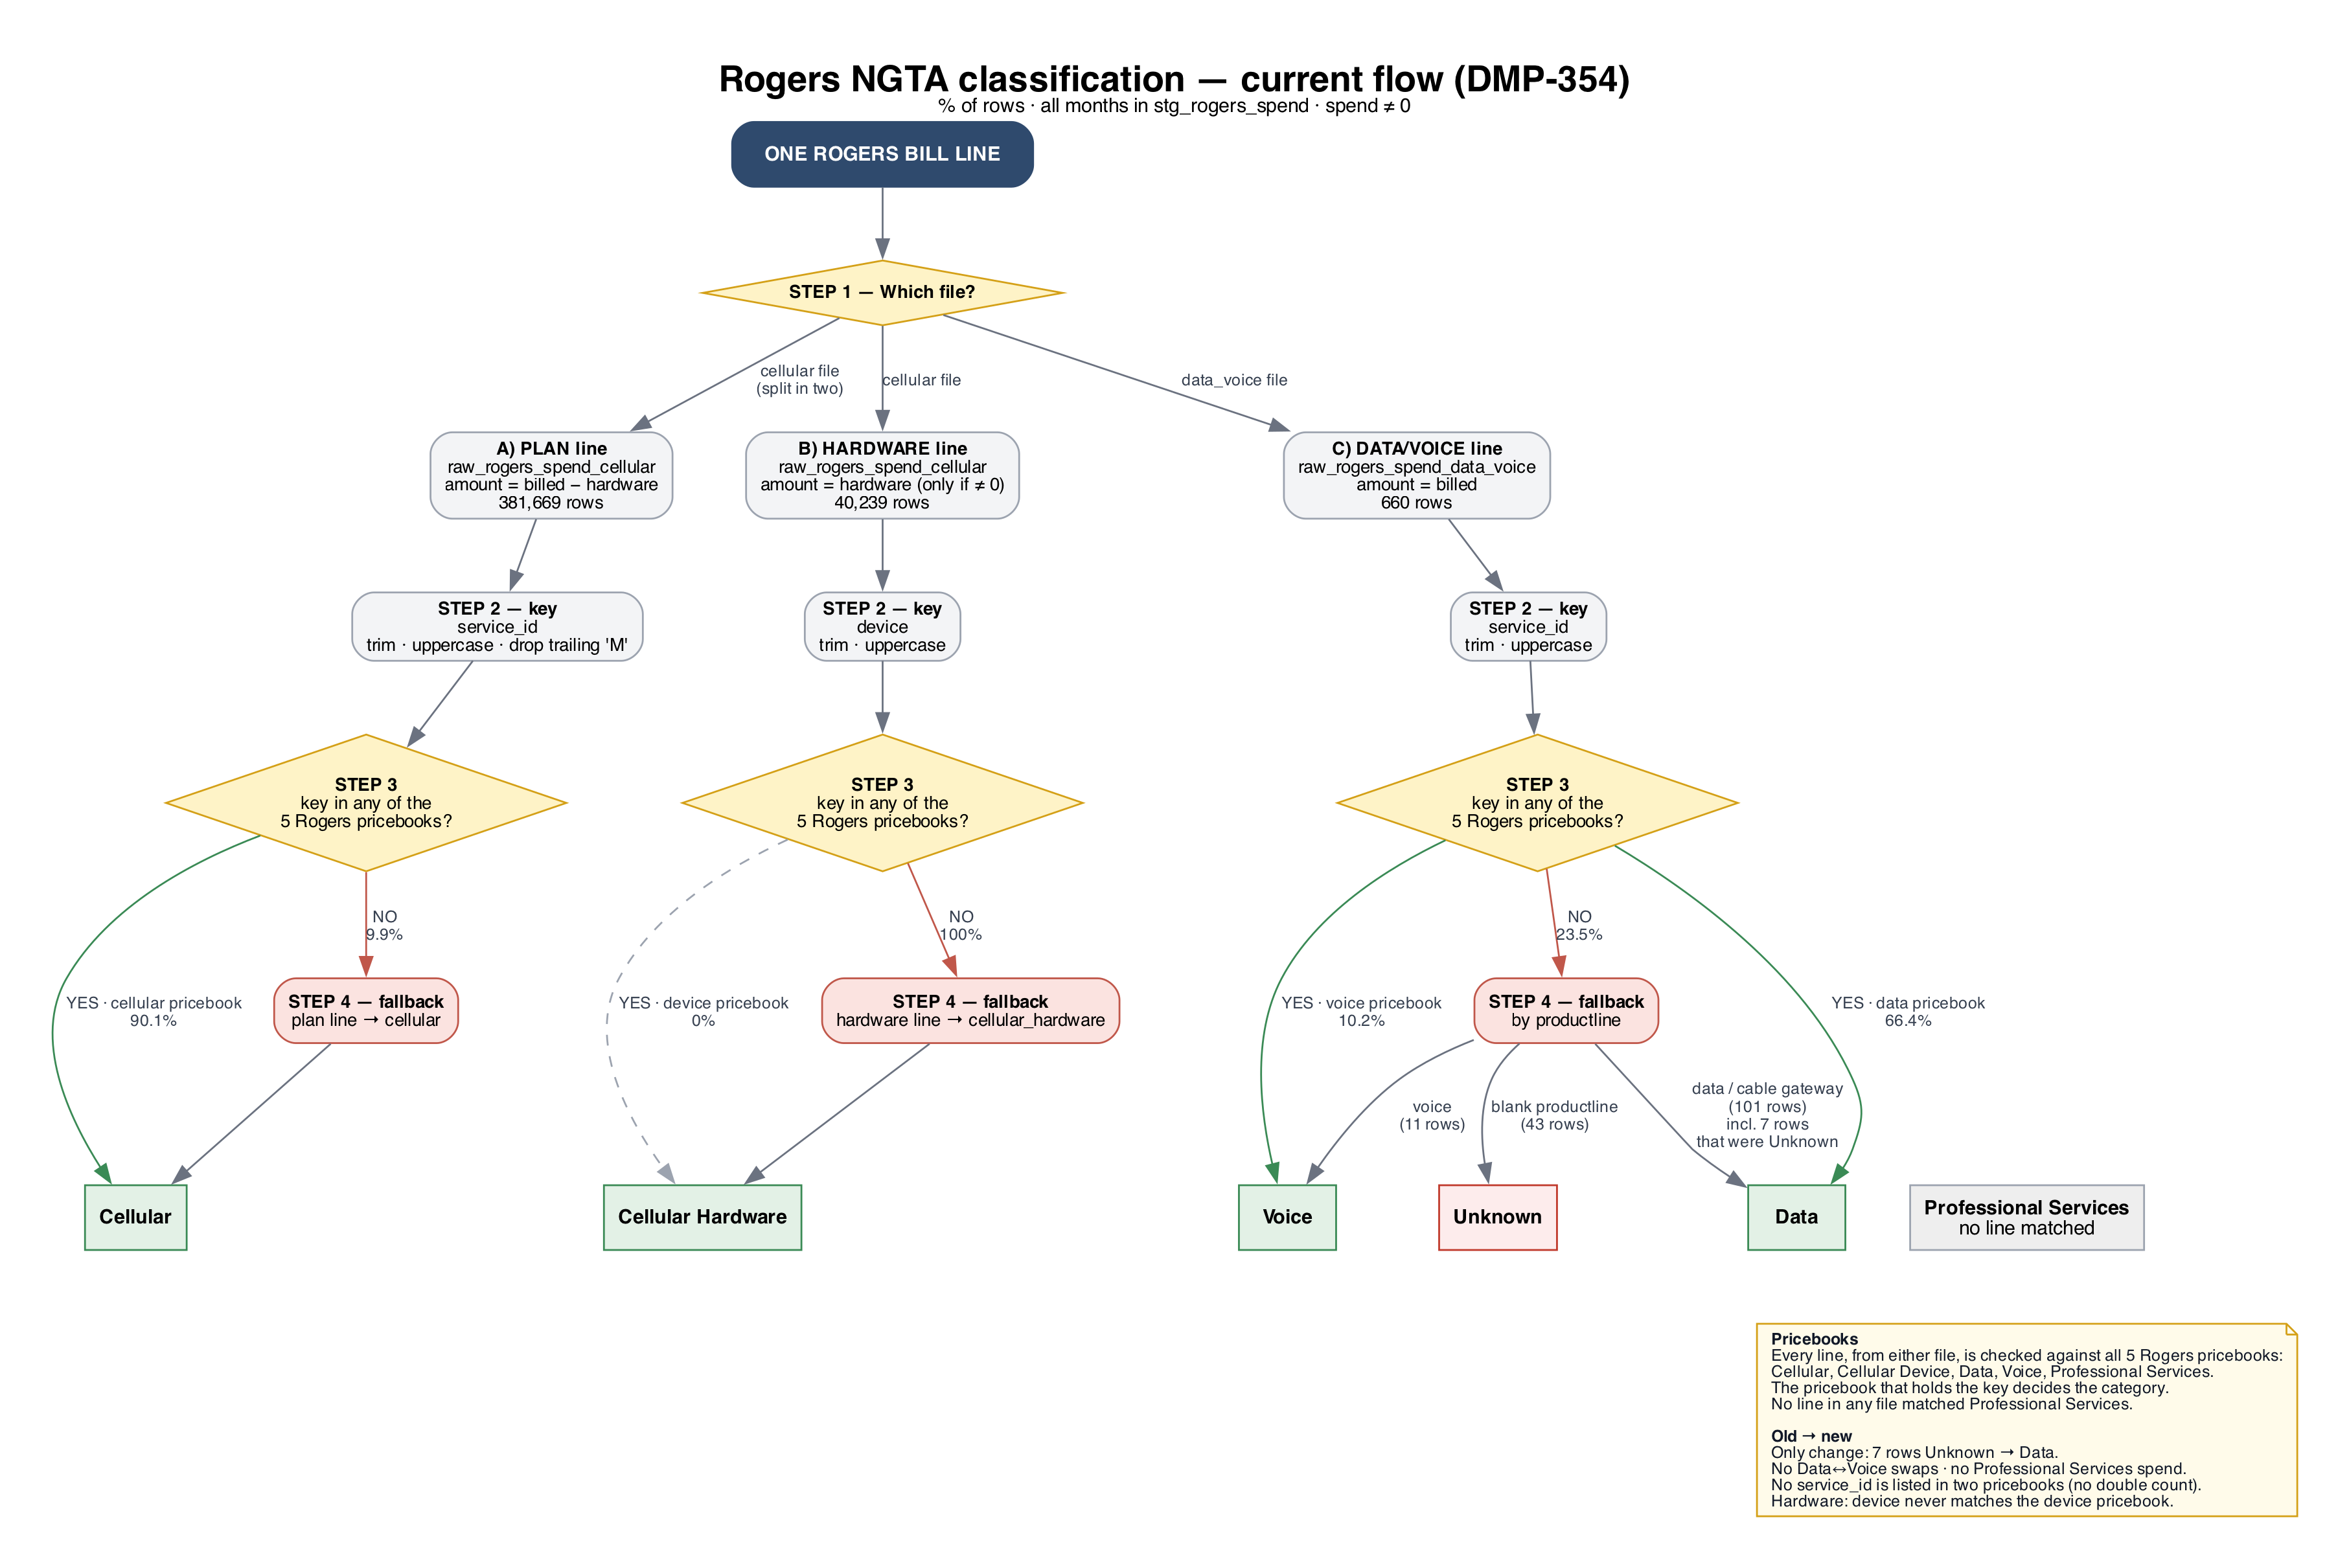 Rogers NGTA classification — current flow (DMP-354)
% of rows · all months in stg_rogers_spend · spend ≠ 0
ONE ROGERS BILL LINE
STEP 1 — Which file?
cellular file
(split in two)
cellular file
data_voice file
A) PLAN line
raw_rogers_spend_cellular
amount = billed − hardware
381,669 rows
B) HARDWARE line
raw_rogers_spend_cellular
amount = hardware (only if ≠ 0)
40,239 rows
C) DATA/VOICE line
raw_rogers_spend_data_voice
amount = billed
660 rows
STEP 2 — key
service_id
trim · uppercase · drop trailing 'M'
STEP 2 — key
device
trim · uppercase
STEP 2 — key
service_id
trim · uppercase
STEP 3
key in any of the
5 Rogers pricebooks?
STEP 3
key in any of the
5 Rogers pricebooks?
STEP 3
key in any of the
5 Rogers pricebooks?
NO
9.9%
NO
100%
NO
23.5%
YES · cellular pricebook
90.1%
STEP 4 — fallback
plan line → cellular
YES · device pricebook
0%
STEP 4 — fallback
hardware line → cellular_hardware
YES · voice pricebook
10.2%
STEP 4 — fallback
by productline
YES · data pricebook
66.4%
voice
(11 rows)
blank productline
(43 rows)
data / cable gateway
(101 rows)
incl. 7 rows
that were Unknown
Cellular
Cellular Hardware
Voice
Unknown
Data
Professional Services
no line matched
Pricebooks
Every line, from either file, is checked against all 5 Rogers pricebooks:
Cellular, Cellular Device, Data, Voice, Professional Services.
The pricebook that holds the key decides the category.
No line in any file matched Professional Services.
Old → new
Only change: 7 rows Unknown → Data.
No Data↔Voice swaps · no Professional Services spend.
No service_id is listed in two pricebooks (no double count).
Hardware: device never matches the device pricebook.